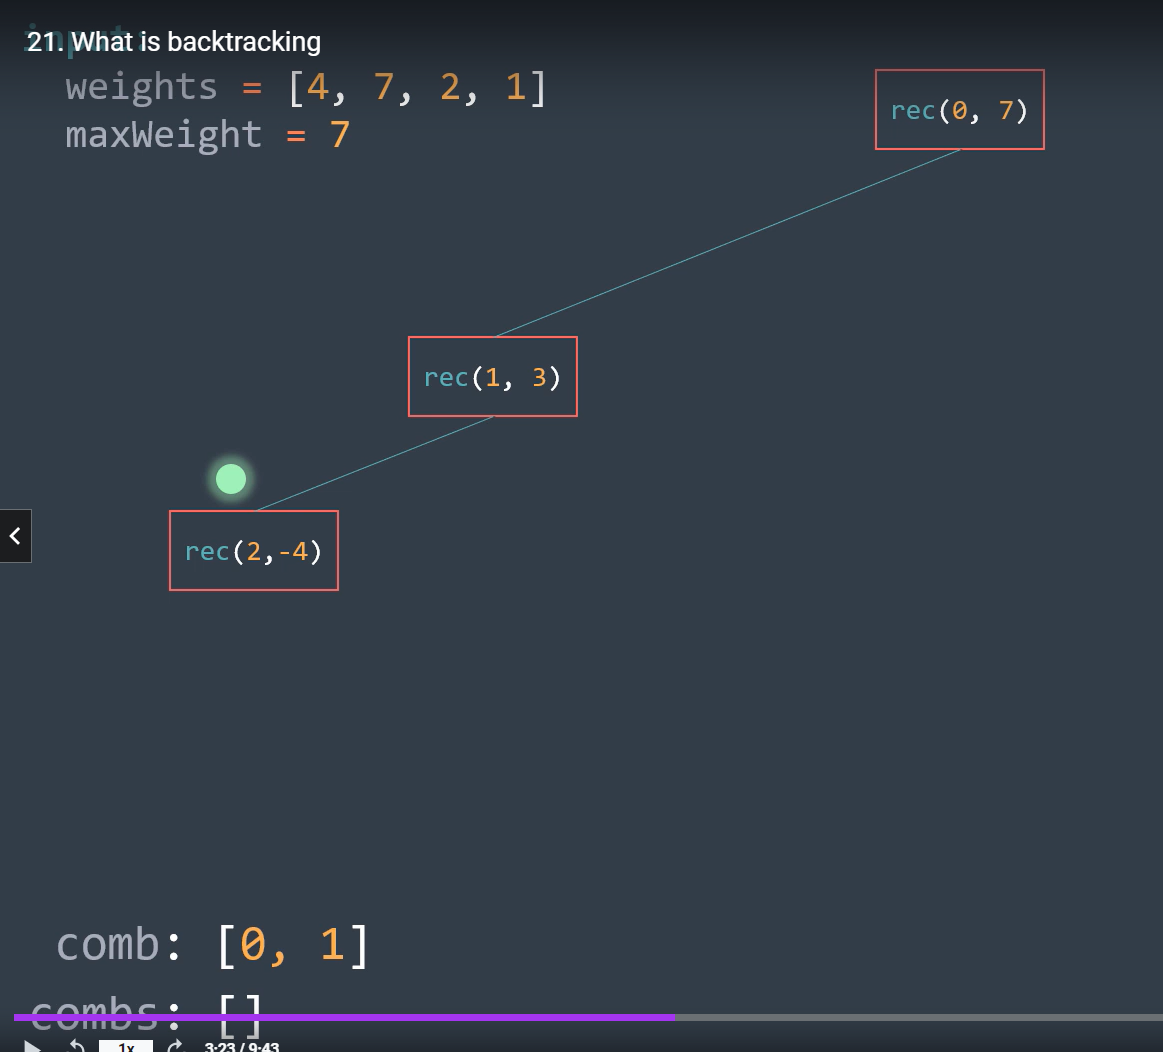 input:
21. What is backtracking
weights = [4, 7, 2, 1]
maxWeight = 7
rec(0, 7)
rec(1, 3)
rec(2,-4)
comb: [0, 1]
combs: []
1x
3:23 / 9:43